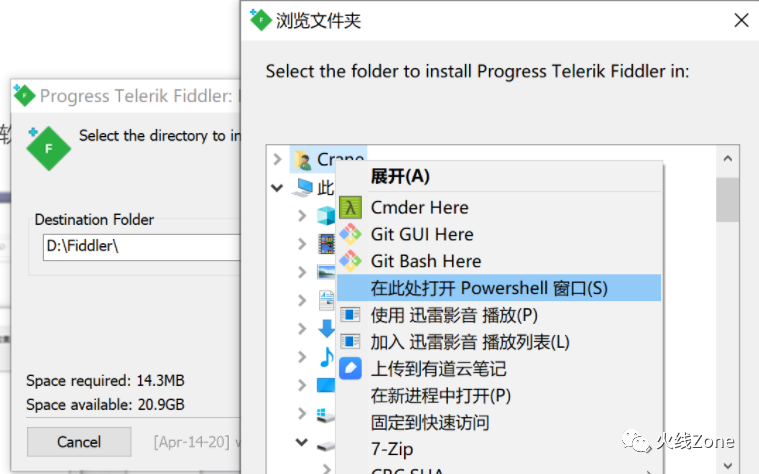 浏览文件夹
Select the folder to install Progress Telerik Fiddler in:
Progress Telerik Fiddler:
Select the directory to in
Destination Folder
D:\Fiddler\
Space required: 14.3MB
Space available: 20.9GB
Cancel
[Apr-14-20]
Crane
此
展开(A)
Cmder Here
Git GUI Here
Git Bash Here
在此处打开 Powershell 窗口(S)
使用 迅雷影音 播放(P)
加入 迅雷影音 播放列表(L)
上传到有道云笔记
在新进程中打开(P)
固定到快速访问
7-Zip
CRC SHA
火线Zone